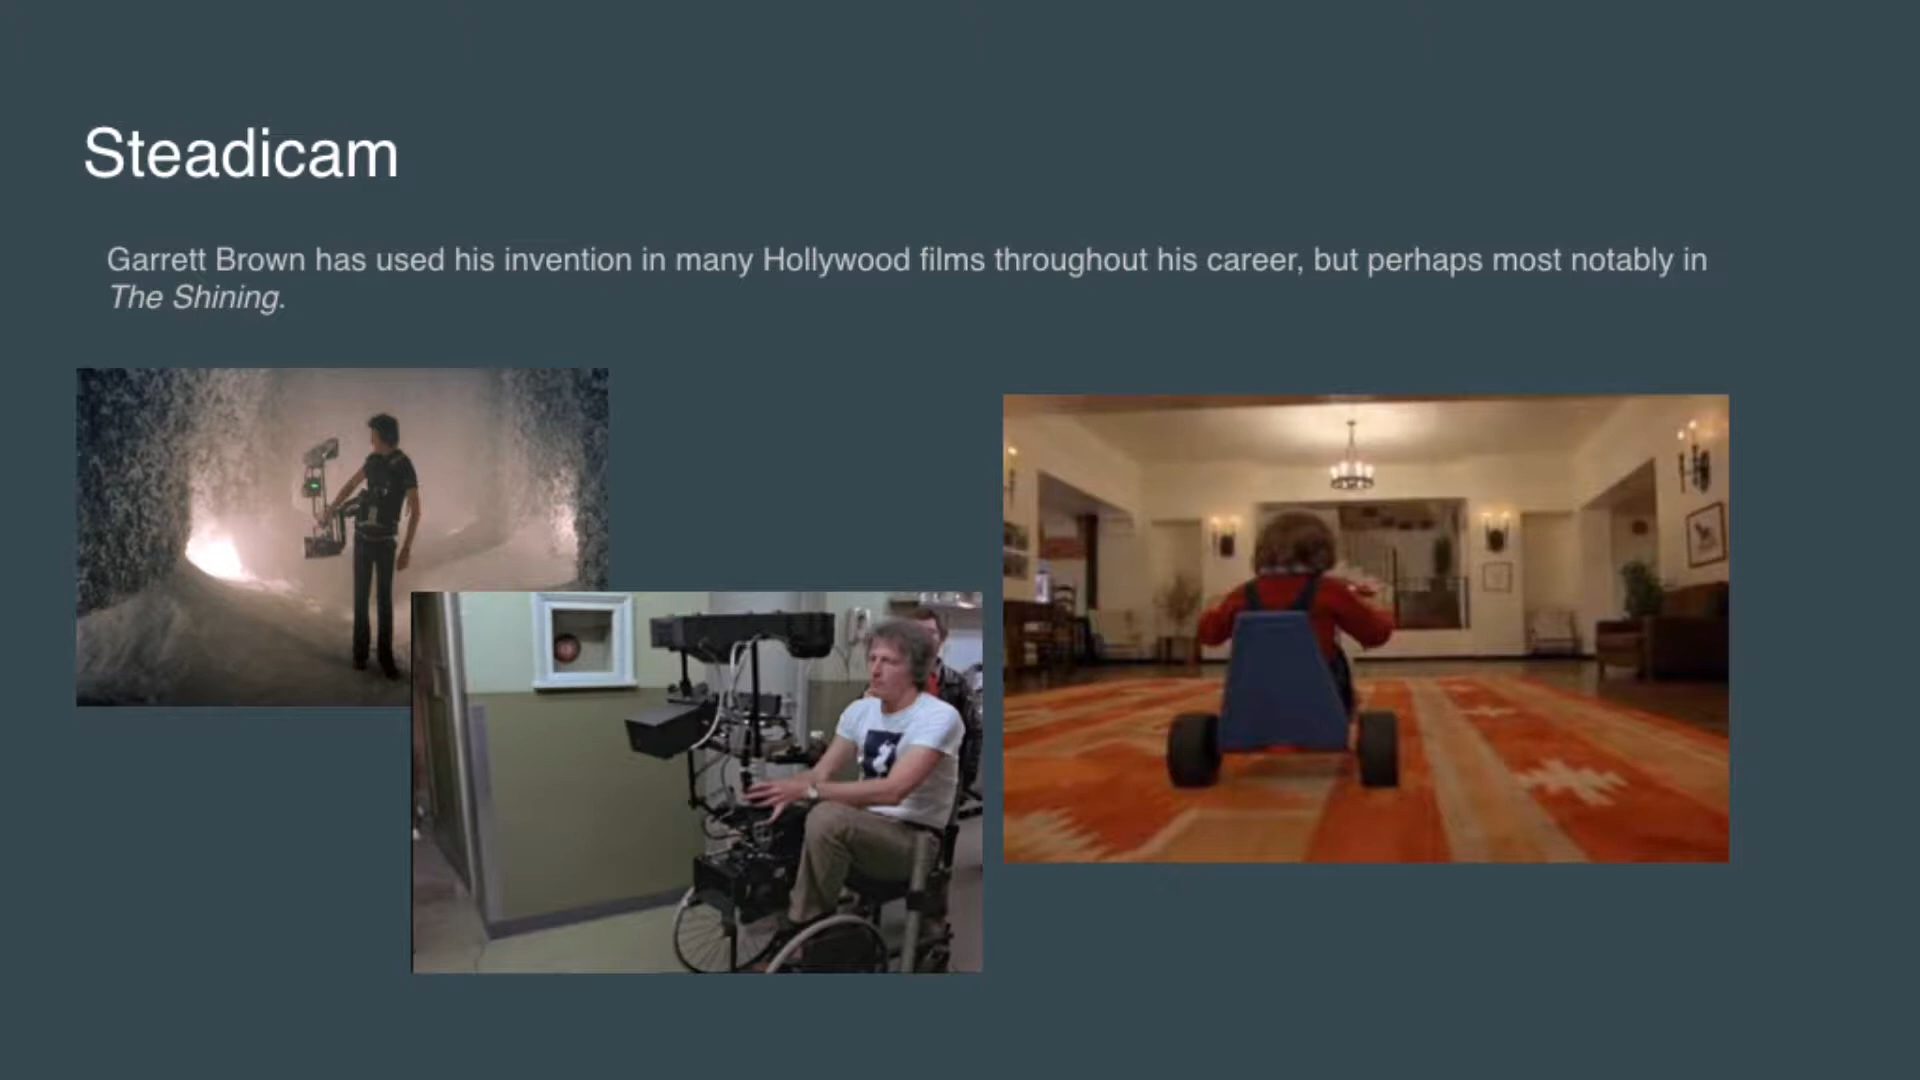 Steadicam
Garrett Brown has used his invention in many Hollywood films throughout his career, but perhaps most notably in
The Shining.